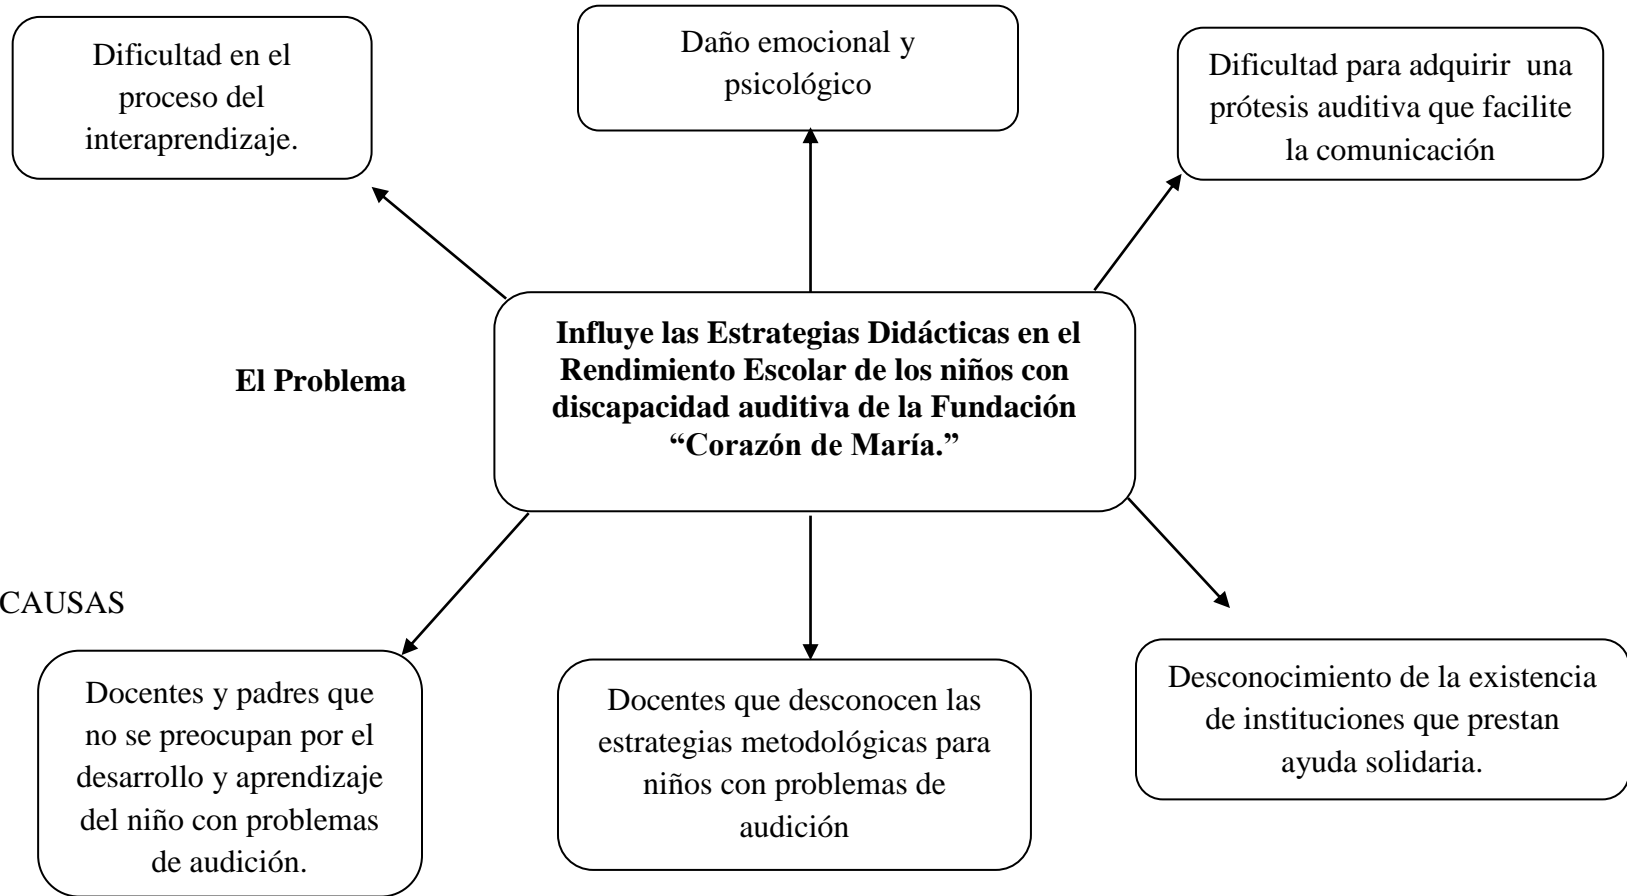 Dificultad en el
proceso del
interaprendizaje.
Daño emocional y
psicológico
Dificultad para adquirir una
prótesis auditiva que facilite
la comunicación
El Problema
Influye las Estrategias Didácticas en el
Rendimiento Escolar de los niños con
discapacidad auditiva de la Fundación
“Corazón de María.”
CAUSAS
Docentes y padres que
no se preocupan por el
desarrollo y aprendizaje
del niño con problemas
de audición.
Docentes que desconocen las
estrategias metodológicas para
niños con problemas de
audición
Desconocimiento de la existencia
de instituciones que prestan
ayuda solidaria.